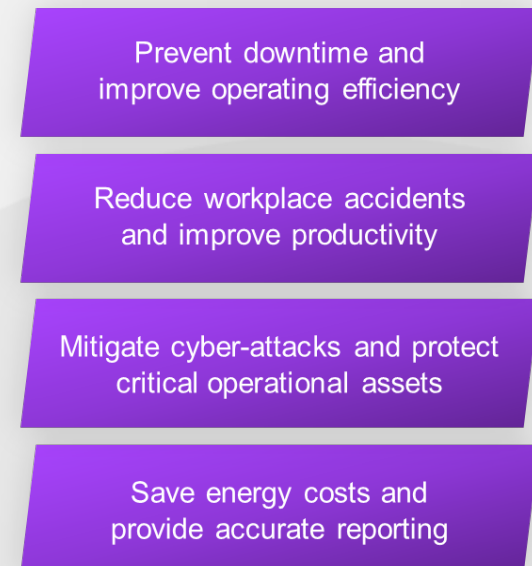 Prevent downtime and
improve operating efficiency
Reduce workplace accidents
and improve productivity
Mitigate cyber-attacks and protect
critical operational assets
Save energy costs and
provide accurate reporting